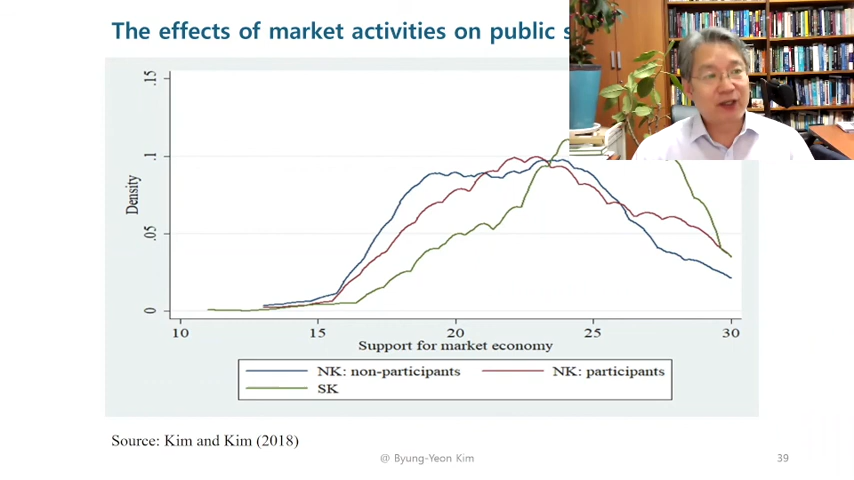 The effects of market activities on public
.15
.1
.05
0
Density
10 15 20 25 30
Support for market economy
NK: non-participants NK: participants
SK
Source: Kim and Kim (2018)
@ Byung-Yeon Kim
39